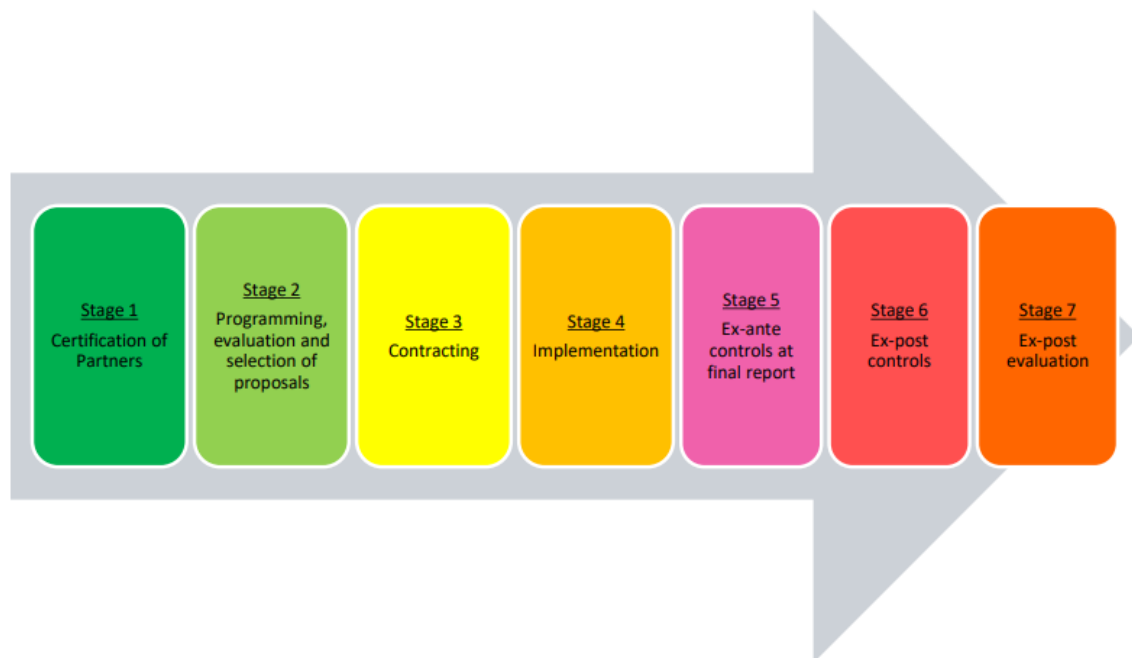 Stage 1
Certification of
Partners
Stage 2
Programming,
evaluation and
selection of
proposals
Stage 3
Contracting
Stage 4
Implementation
Stage 5
Ex-ante
controls at
final report
Stage 6
Ex-post
controls
Stage 7
Ex-post
evaluation